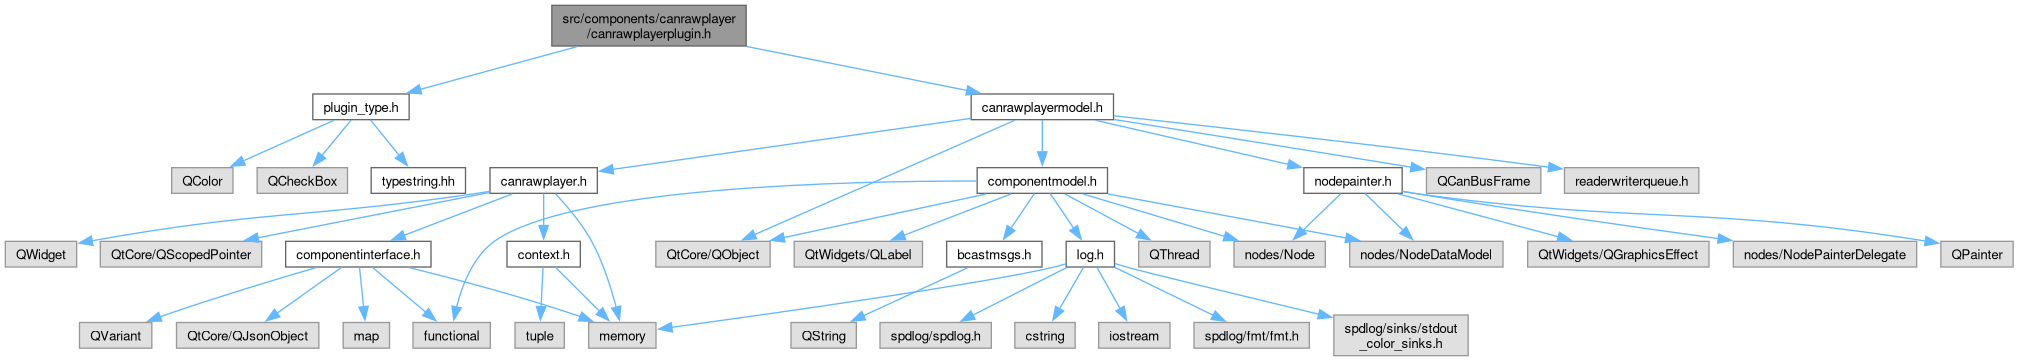 src/components/canrawplayer
/canrawplayerplugin.h
plugin_type.h
canrawplayermodel.h
QColor
QCheckBox
typestring.hh
canrawplayer.h
componentmodel.h
nodepainter.h
QCanBusFrame
readerwriterqueue.h
QWidget
QtCore/QScopedPointer
componentinterface.h
context.h
QtCore/QObject
QtWidgets/QLabel
bcastmsgs.h
log.h
QThread
nodes/Node
nodes/NodeDataModel
QtWidgets/QGraphicsEffect
nodes/NodePainterDelegate
QPainter
QVariant
QtCore/QJsonObject
map
functional
tuple
memory
QString
spdlog/spdlog.h
cstring
iostream
spdlog/fmt/fmt.h
spdlog/sinks/stdout
_color_sinks.h